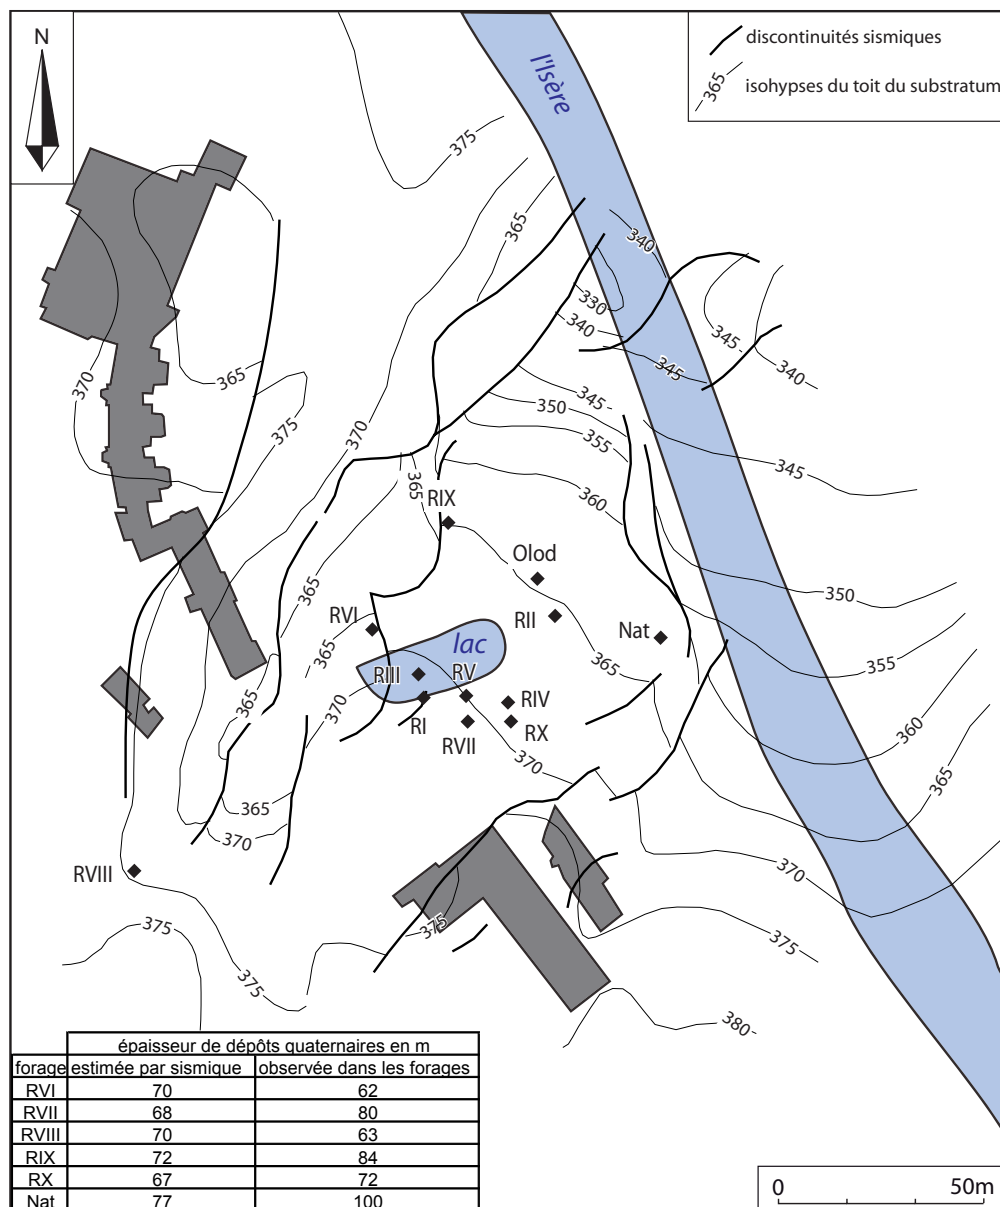 N
discontinuités sismiques
365
isohypses du toit du substratum
l'Isère
375
365
340
330
340
345
345
340
370
365
375
370
345
350
355
345
360
365
RIX
Olod
350
RII
RVI
365
Nat
lac
365
365
355
RIII
RV
RIV
365
370
RI
RVII
RX
360
370
365
365
370
370
RVIII
375
375
375
375
380
épaisseur de dépôts quaternaires en m
forage estimée par sismique observée dans les forages
RVI 70 62
RVII 68 80
RVIII 70 63
RIX 72 84
RX 67 72
Nat 77 100
0 50m